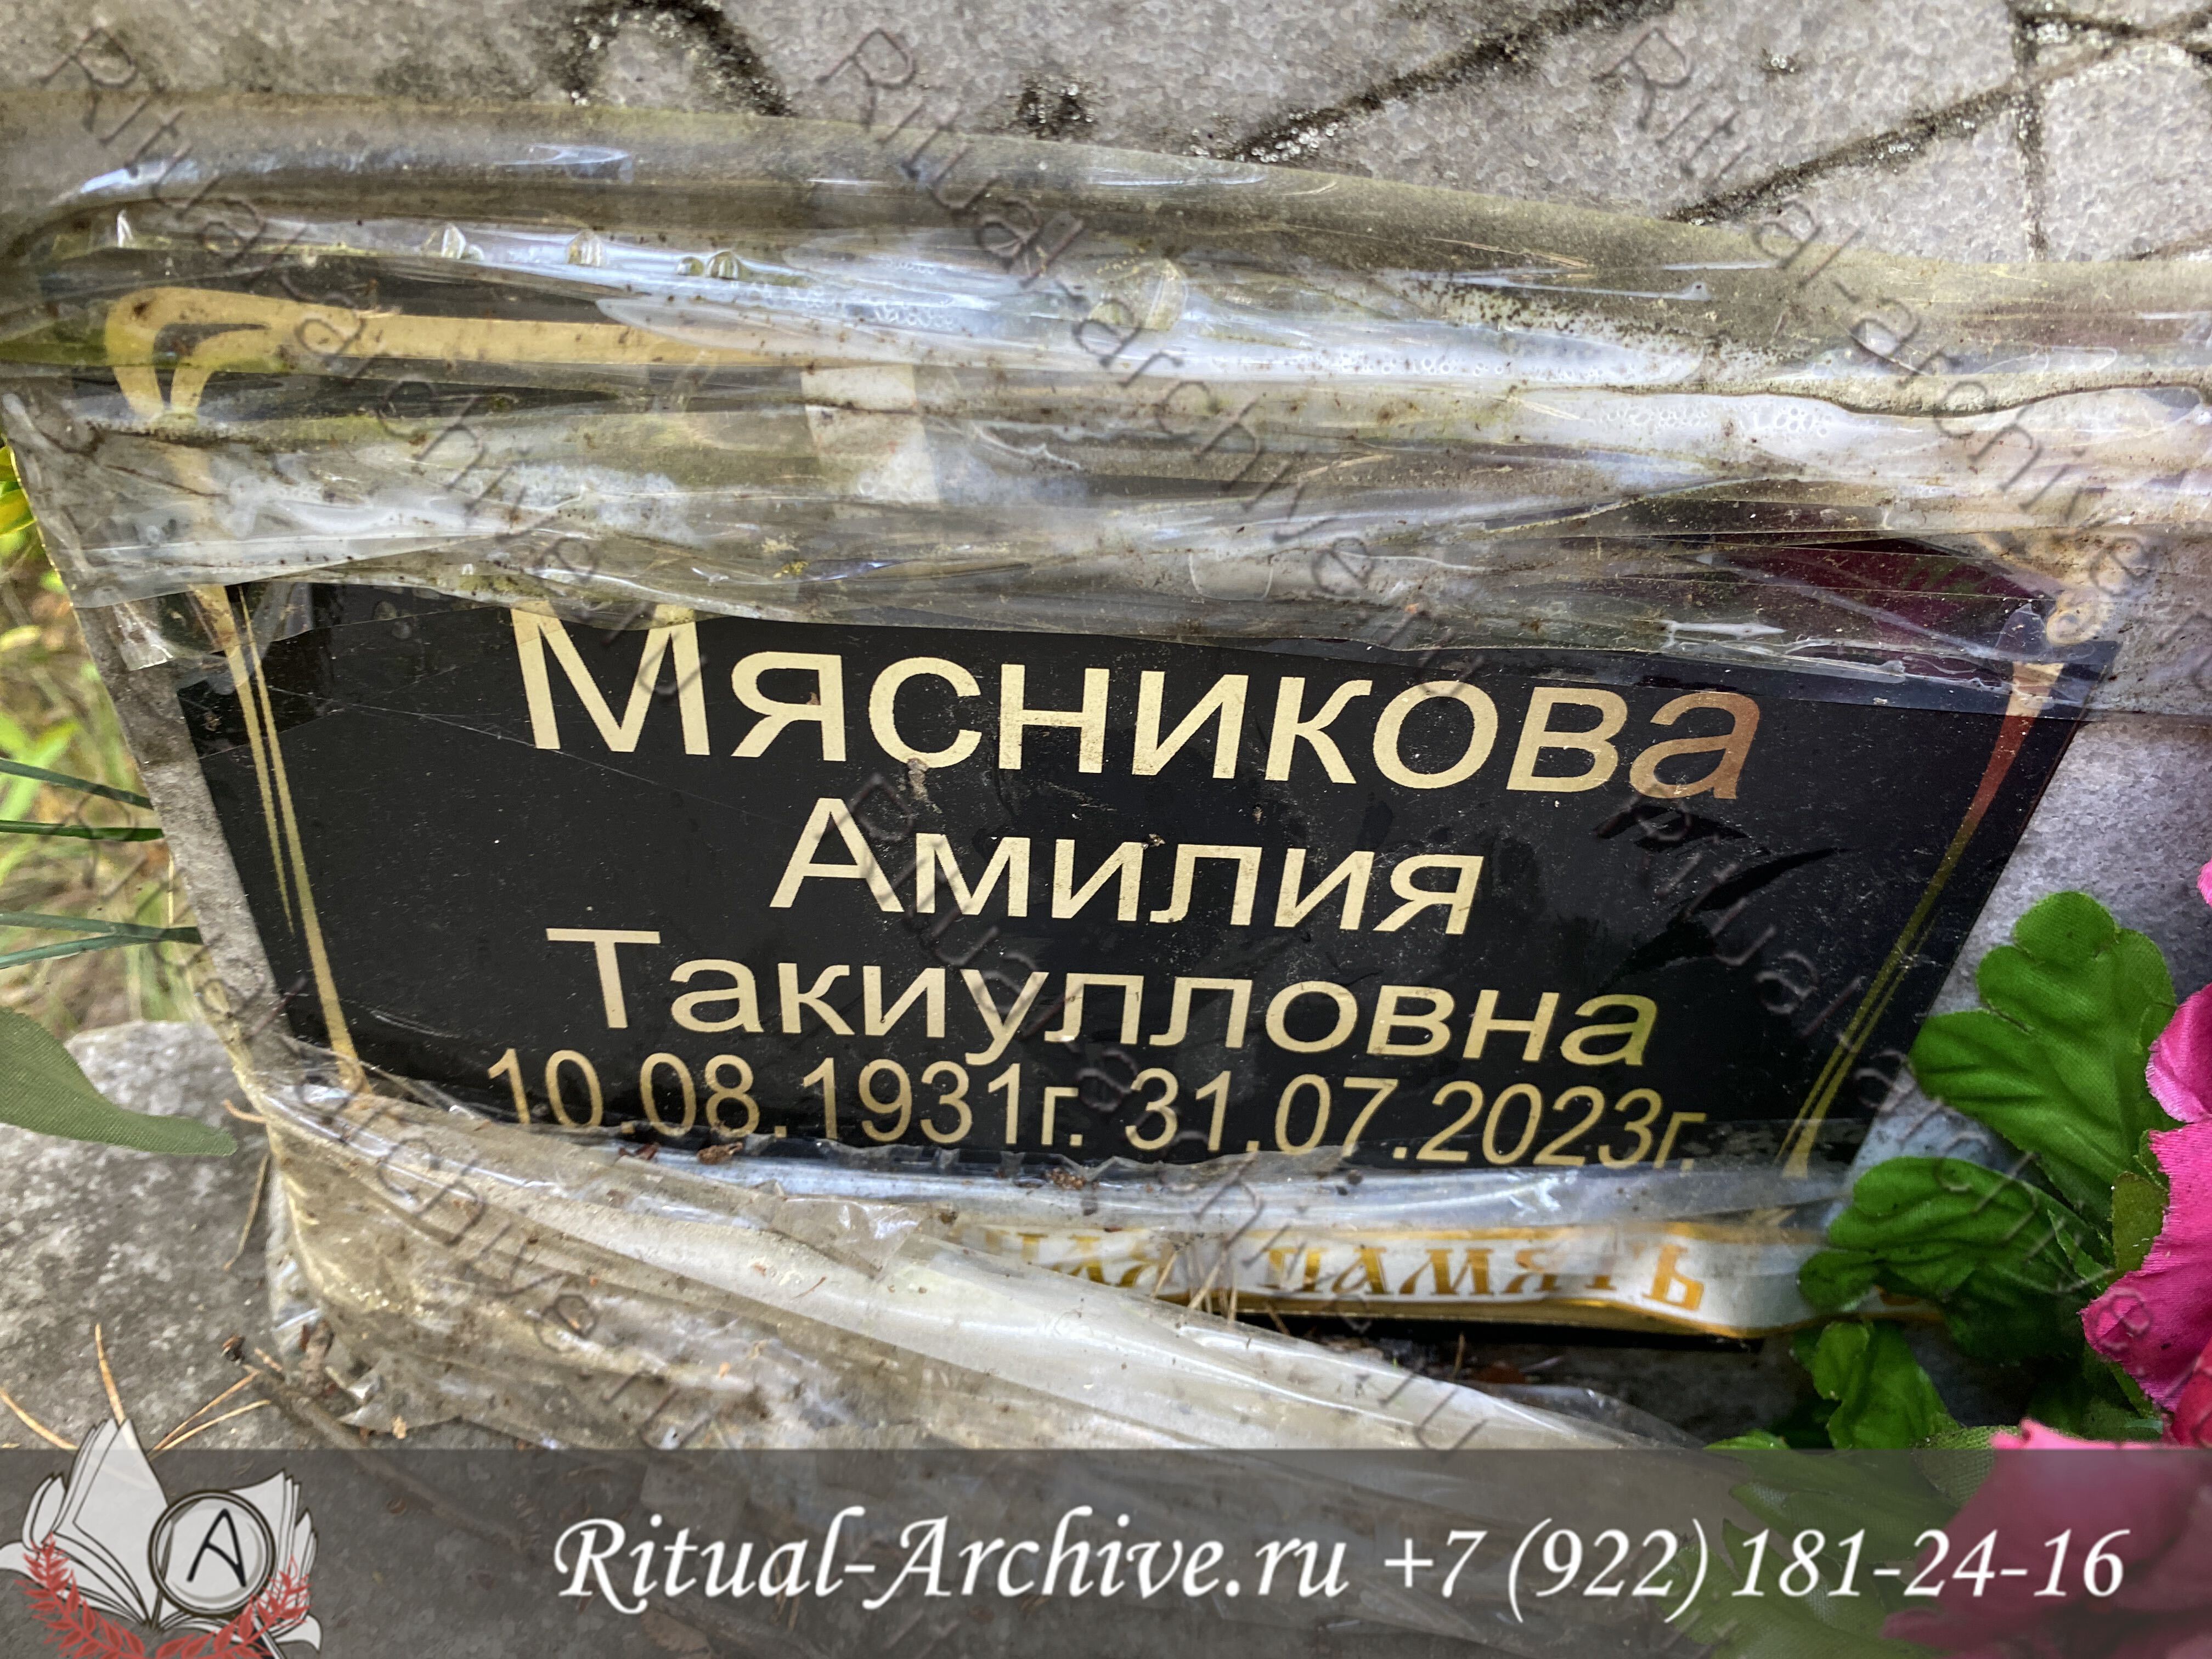 Мясникова
Амилия
Такиулловна
10.08.1931г. 31.07.2023г.
ПАМЯТЬ
A
Ritual-Archive.ru +7 (922) 181-24-16